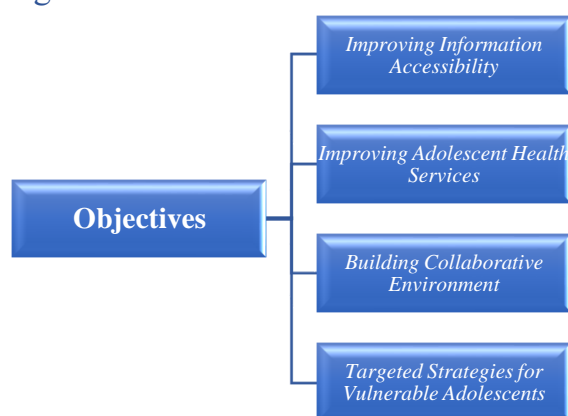 Objectives
Improving Information
Accessibility
Improving Adolescent Health
Services
Building Collaborative
Environment
Targeted Strategies for
Vulnerable Adolescents